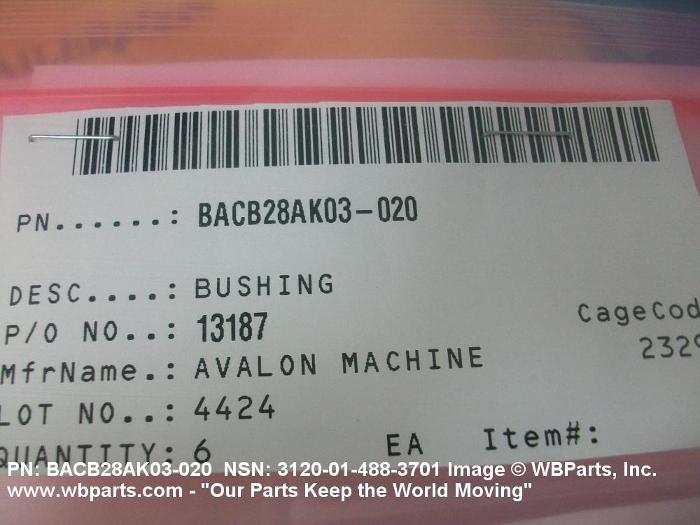 PN......: BACB28AK03-020
DESC....: BUSHING
P/O NO..: 13187
CageCod
MfrName.: AVALON MACHINE
2329
LOT NO..: 4424
QUANTITY: 6 EA Item#:
PN: BACB28AK03-020 NSN: 3120-01-488-3701 Image © WBParts, Inc.
www.wbparts.com - "Our Parts Keep the World Moving"